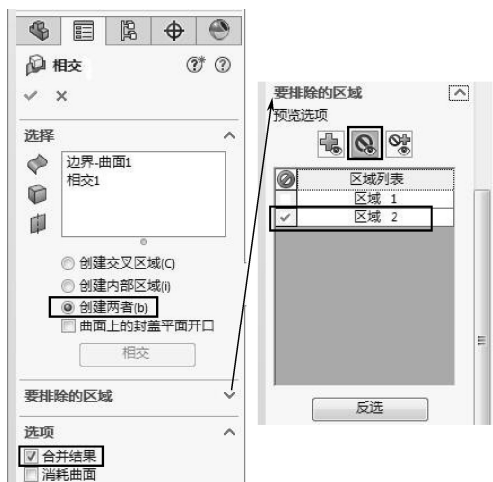 相交
选择
边界-曲面1
相交1
创建交叉区域(C)
创建内部区域(i)
创建两者(b)
曲面上的封盖平面开口
相交
要排除的区域
选项
合并结果
消耗曲面
要排除的区域
预览选项
区域列表
区域 1
区域 2
反选